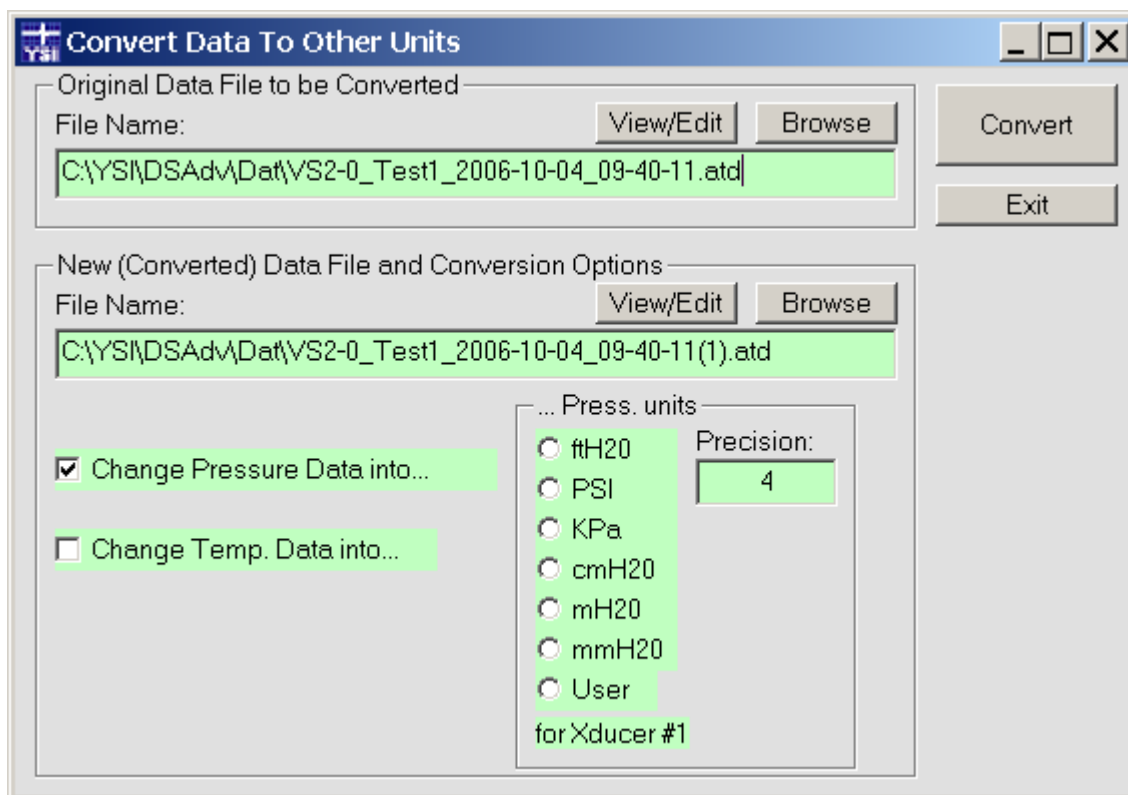 YSI Convert Data To Other Units
Original Data File to be Converted
File Name: View/Edit Browse
Convert
C:\YSI\DSAdv\Dat\VS2-0_Test1_2006-10-04_09-40-11.atd
Exit
New (Converted) Data File and Conversion Options
File Name: View/Edit Browse
C:\YSI\DSAdv\Dat\VS2-0_Test1_2006-10-04_09-40-11(1).atd
Change Pressure Data into...
Change Temp. Data into...
... Press. units
ftH20
PSI
KPa
cmH20
mH20
mmH20
User
for Xducer #1
Precision:
4